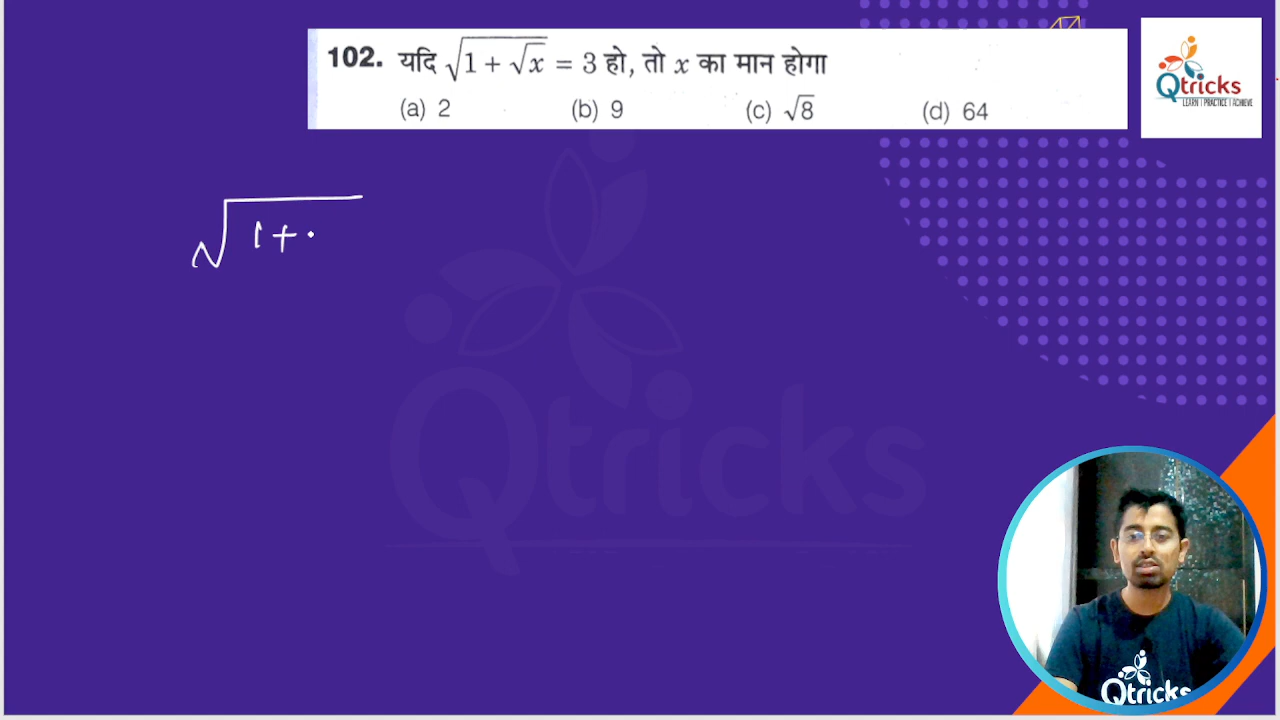 102. यदि √(1 + √x) = 3 हो, तो x का मान होगा
(a) 2 (b) 9 (c) √8 (d) 64
Qtricks
LEARN | PRACTICE | ACHIEVE
√(1+.
Qtricks
Qtricks